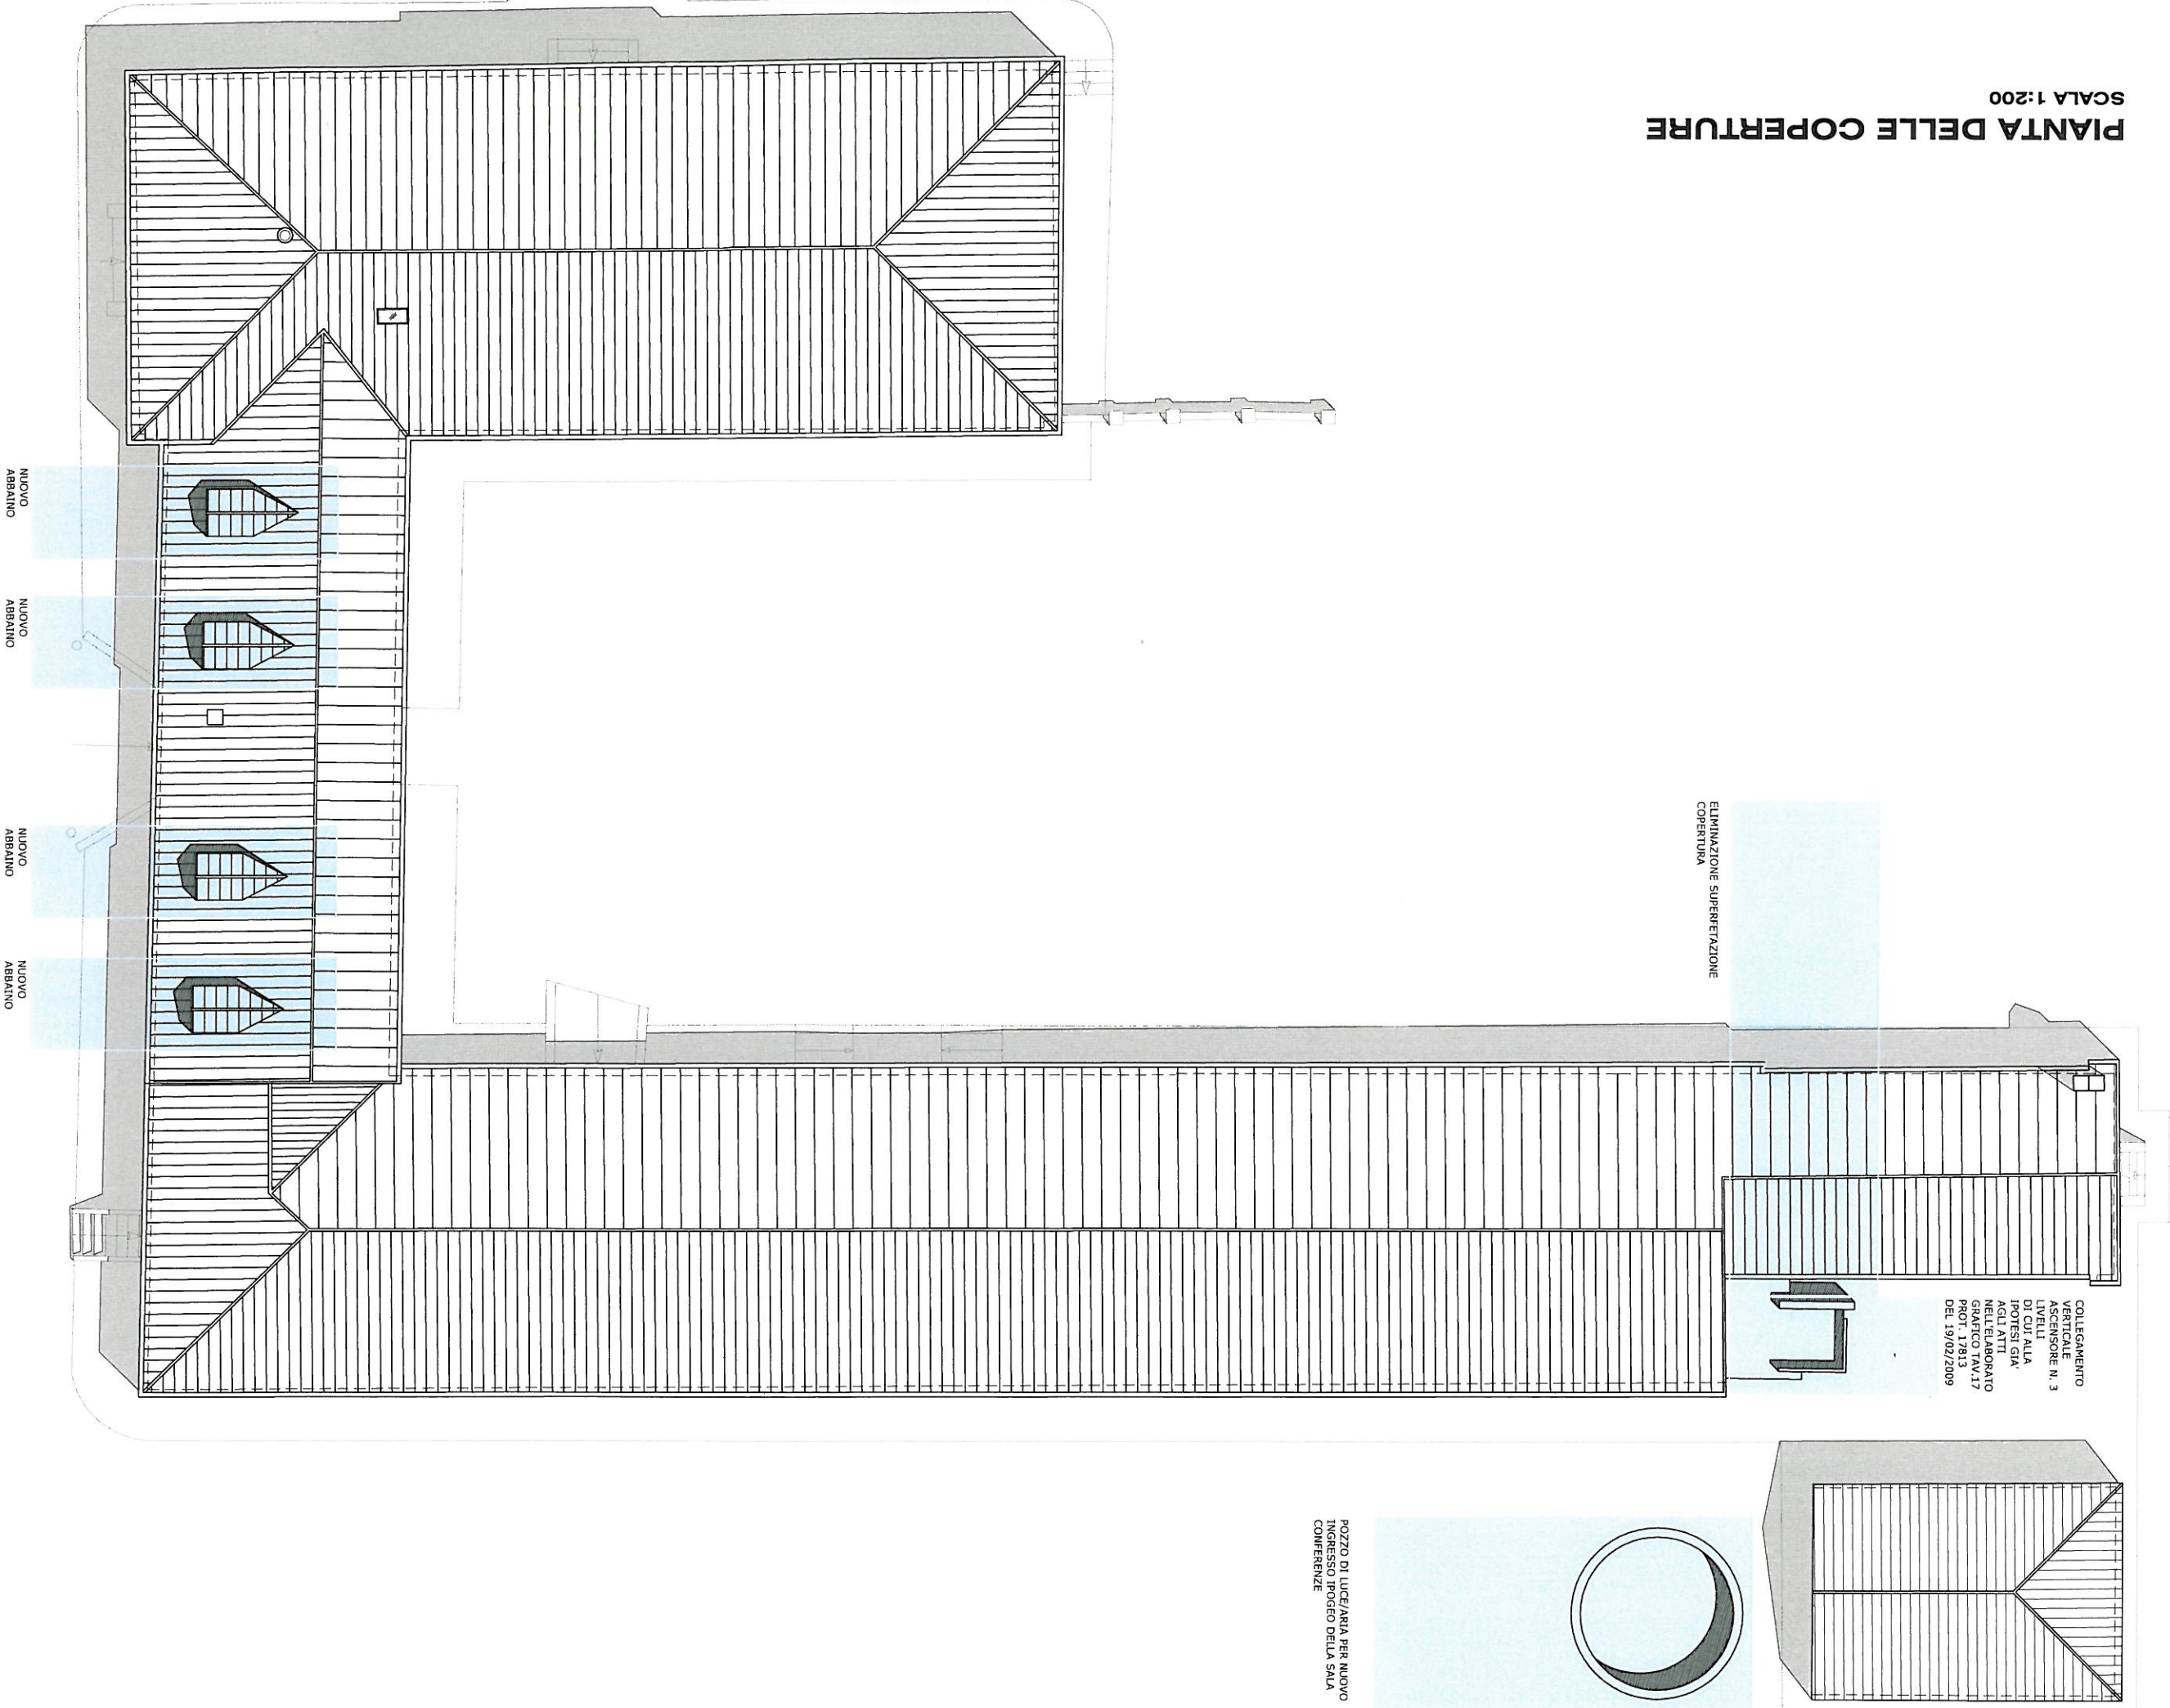 PIANTA DELLE COPERTURE
SCALA 1:200
NUOVO
ABBAINO
NUOVO
ABBAINO
NUOVO
ABBAINO
NUOVO
ABBAINO
ELIMINAZIONE SUPERFETAZIONE
COPERTURA
COLLEGAMENTO
VERTICALE
ASCENSORE N. 3
LIVELLI
DI CUI ALLA
IPOTESI GIA'
AGLI ATTI
NELL'ELABORATO
GRAFICO TAV.17
PROT. 17813
DEL 19/02/2009
POZZO DI LUCE/ARIA PER NUOVO
INGRESSO IPOGEO DELLA SALA
CONFERENZE